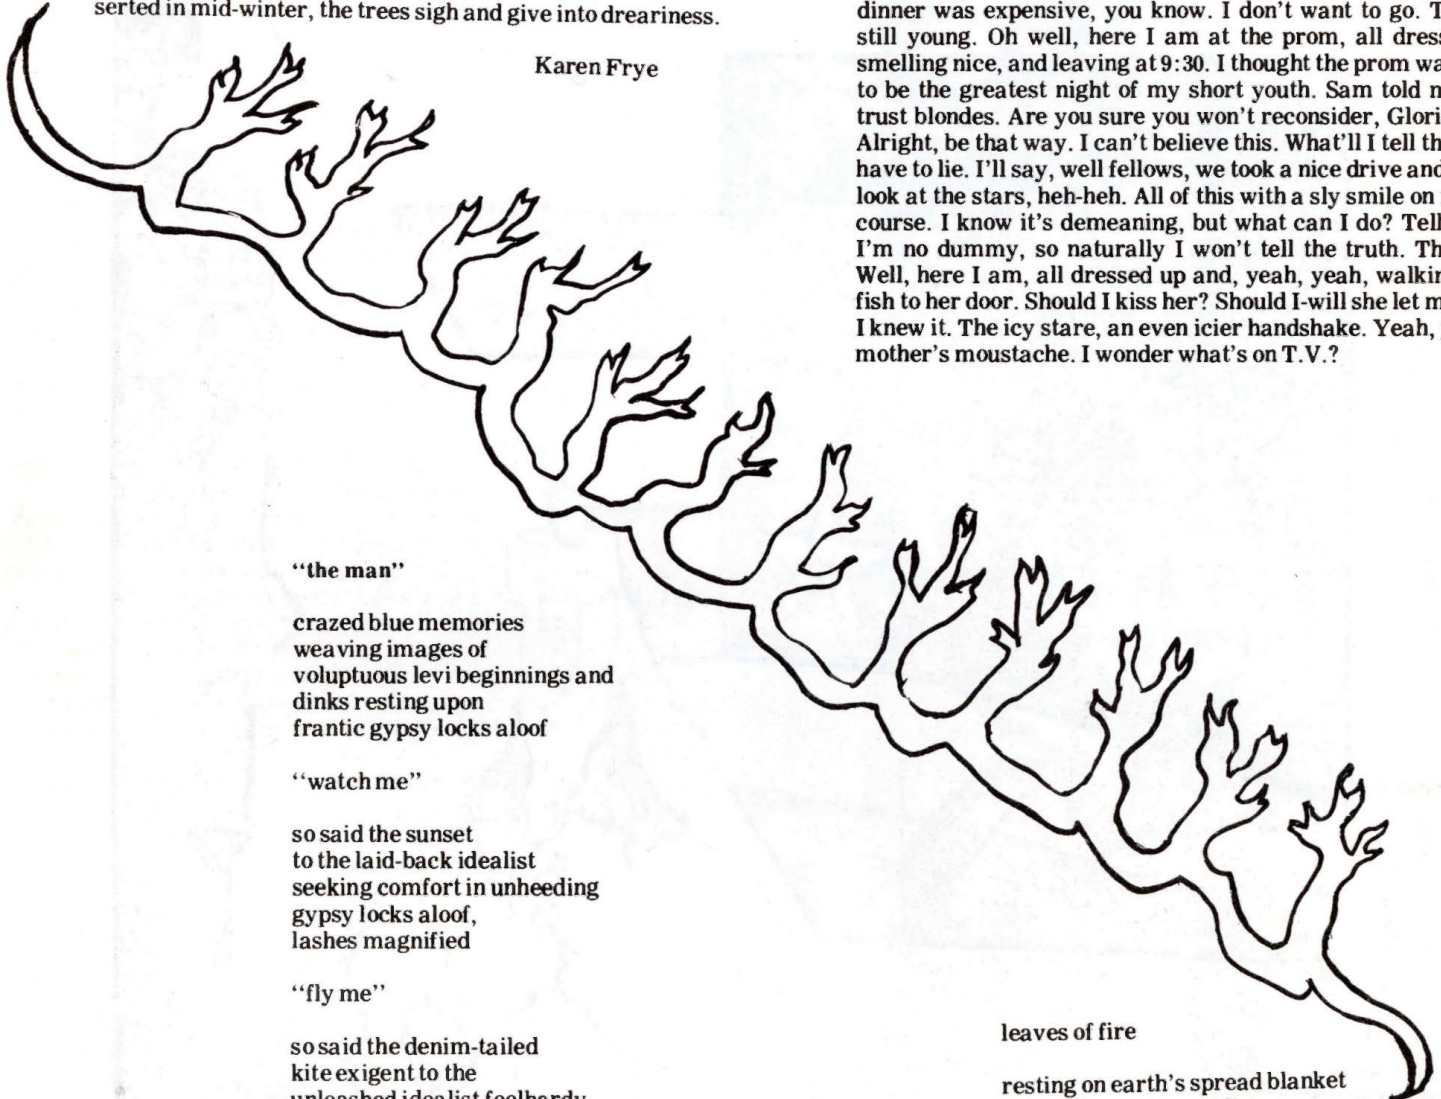 serted in mid-winter, the trees sigh and give into dreariness.
Karen Frye
dinner was expensive, you know. I don't want to go. T
still young. Oh well, here I am at the prom, all dress
smelling nice, and leaving at 9:30. I thought the prom wa
to be the greatest night of my short youth. Sam told m
trust blondes. Are you sure you won't reconsider, Glori
Alright, be that way. I can't believe this. What'll I tell th
have to lie. I'll say, well fellows, we took a nice drive and
look at the stars, heh-heh. All of this with a sly smile on
course. I know it's demeaning, but what can I do? Tell
I'm no dummy, so naturally I won't tell the truth. Th
Well, here I am, all dressed up and, yeah, yeah, walkin
fish to her door. Should I kiss her? Should I-will she let m
I knew it. The icy stare, an even icier handshake. Yeah,
mother's moustache. I wonder what's on T.V.?
"the man"
crazed blue memories
weaving images of
voluptuous levi beginnings and
dinks resting upon
frantic gypsy locks aloof
"watch me"
so said the sunset
to the laid-back idealist
seeking comfort in unheeding
gypsy locks aloof,
lashes magnified
"fly me"
so said the denim-tailed
kite exigent to the
unleashed idealist foolhardy
leaves of fire
resting on earth's spread blanket